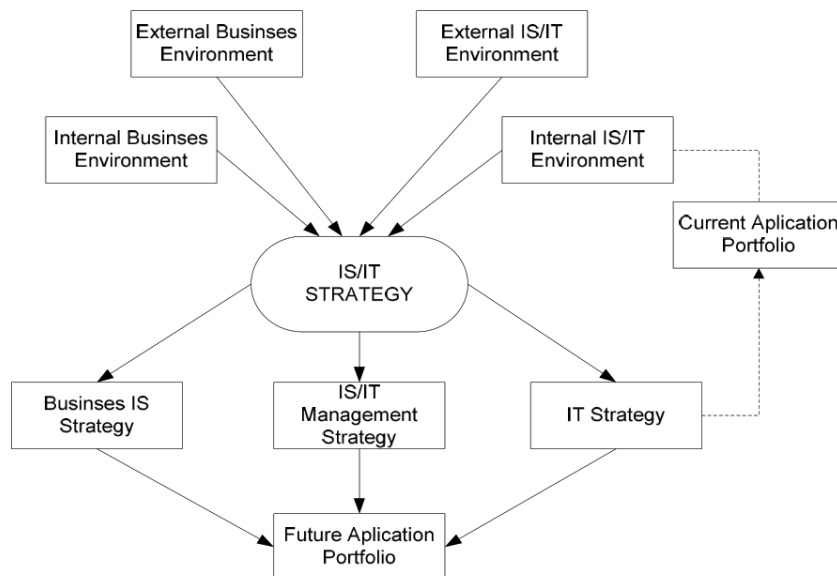 External Businses
Environment
External IS/IT
Environment
Internal Businses
Environment
Internal IS/IT
Environment
Current Aplication
Portfolio
IS/IT
STRATEGY
Businses IS
Strategy
IS/IT
Management
Strategy
IT Strategy
Future Aplication
Portfolio